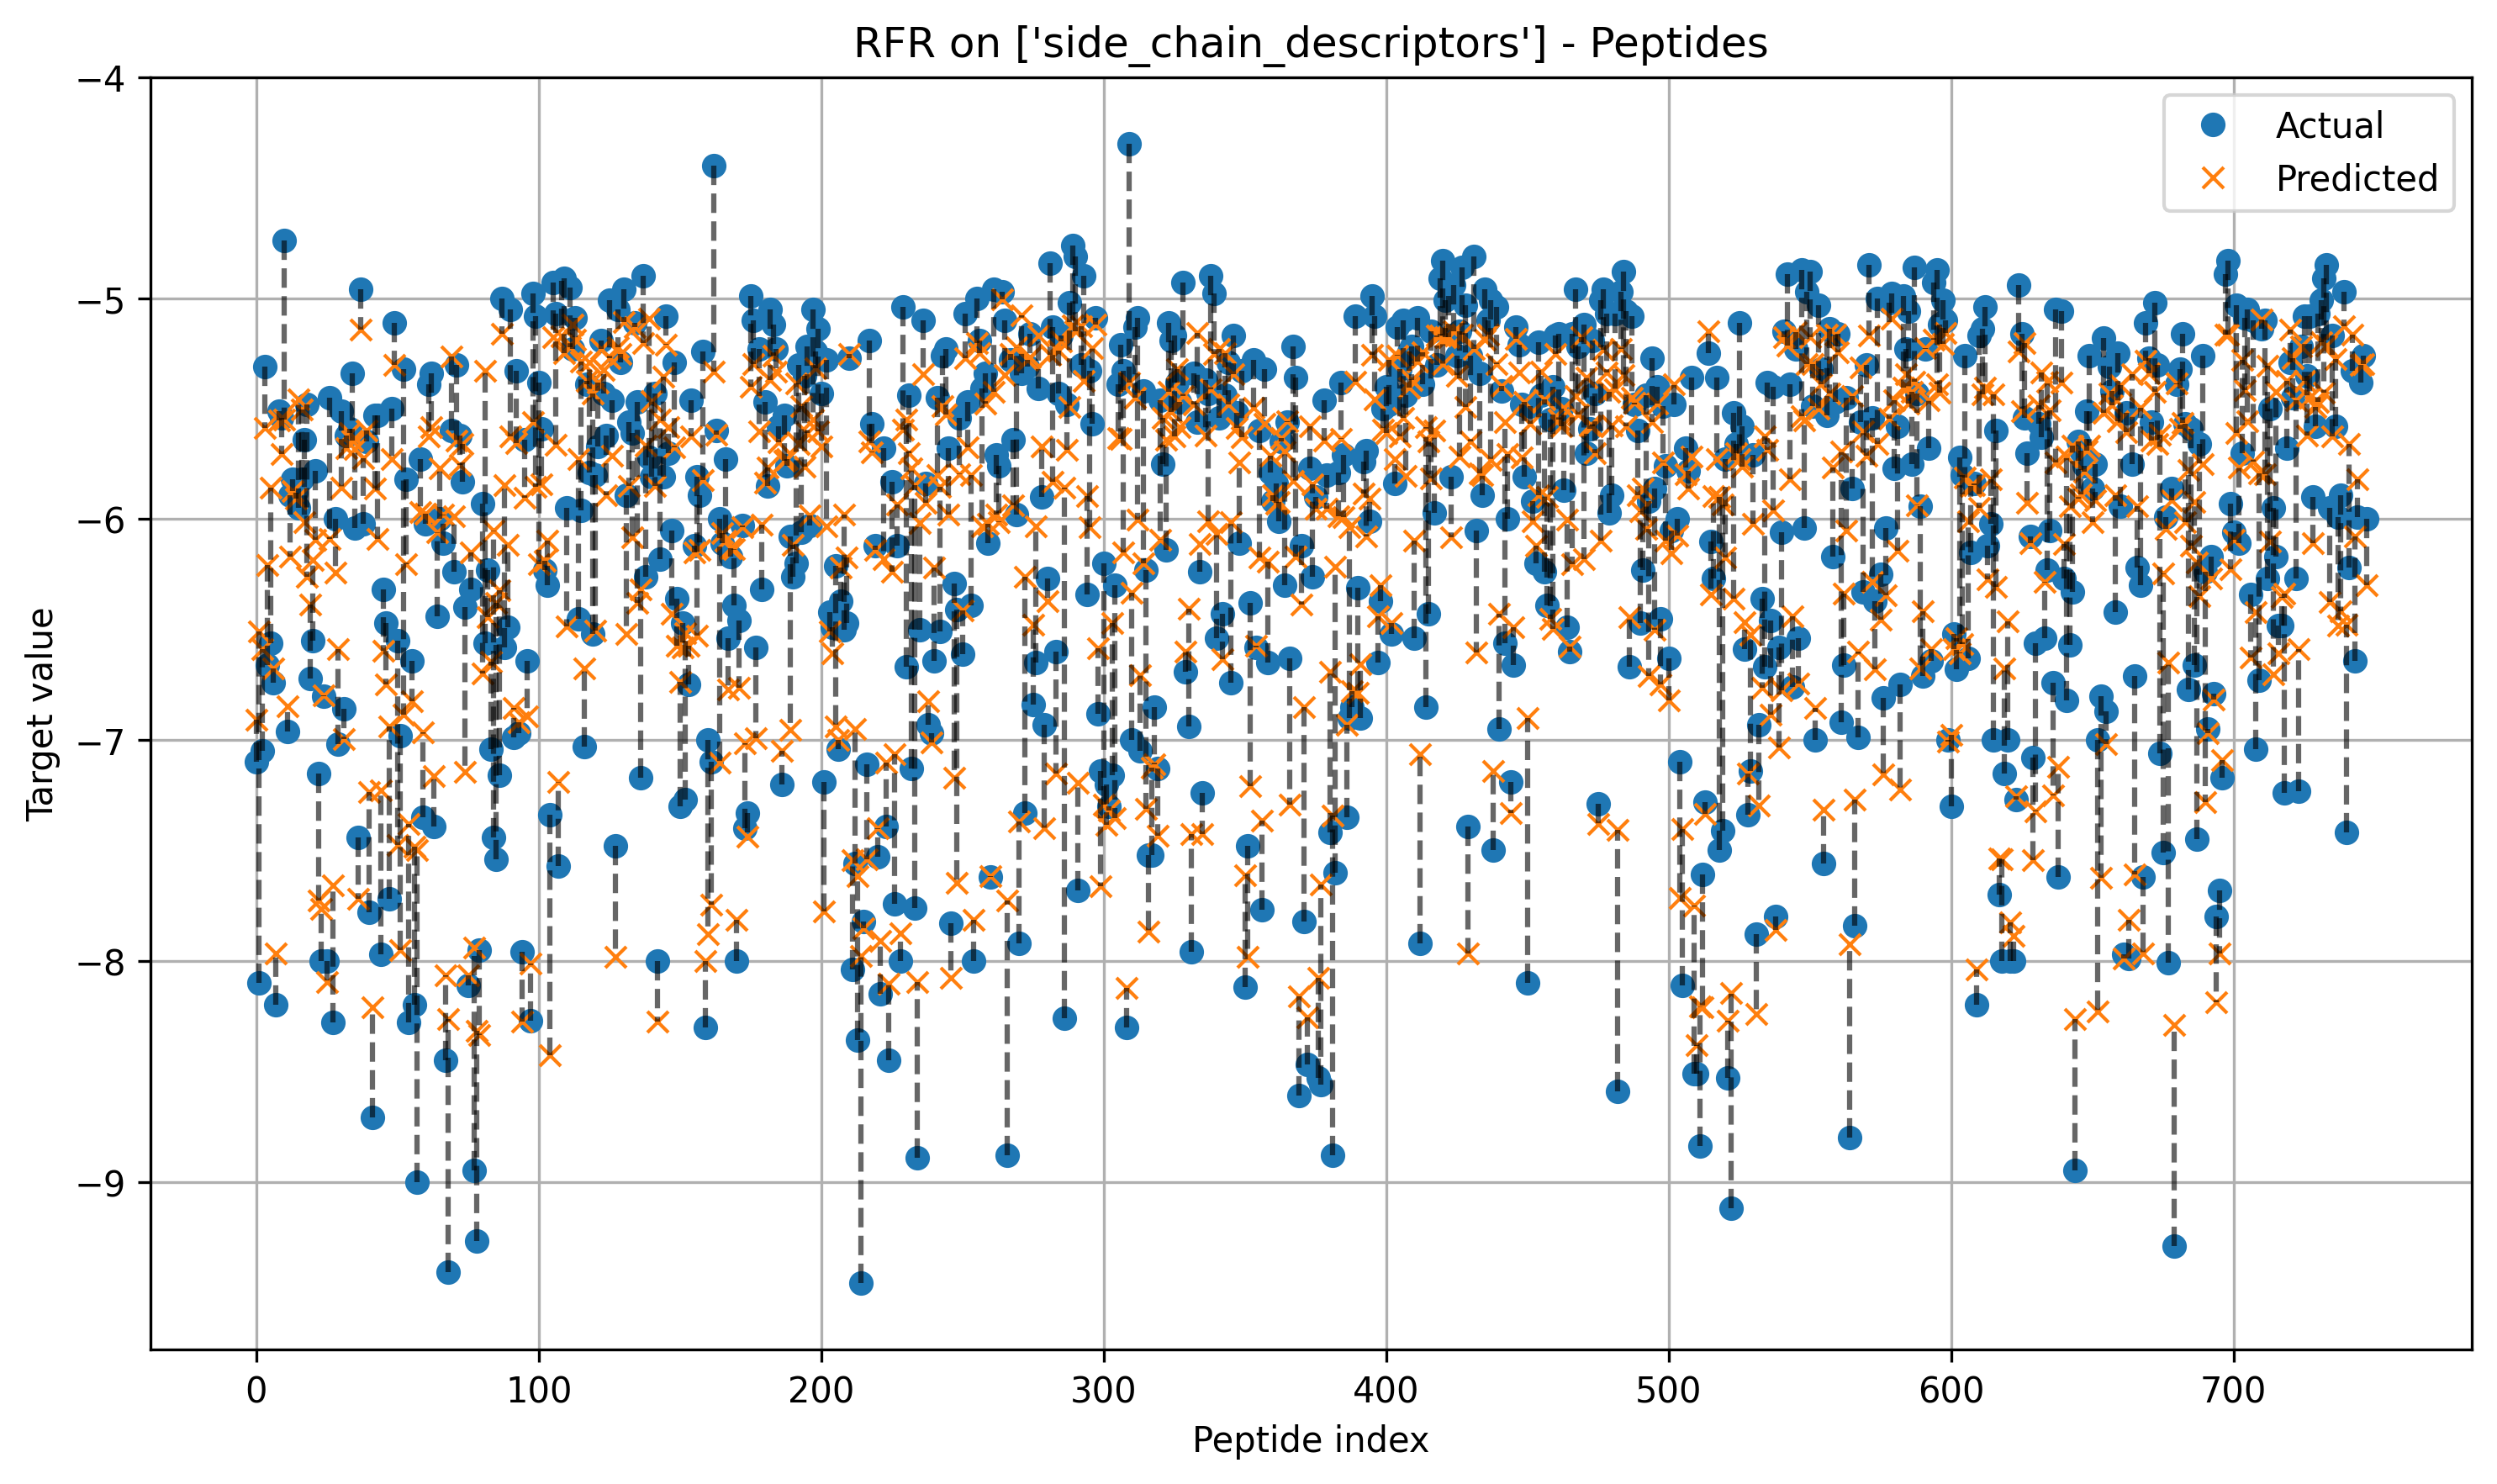 RFR on ['side_chain_descriptors'] - Peptides
Actual
Predicted
Target value
−4
−5
−6
−7
−8
−9
0
100
200
300
400
500
600
700
Peptide index